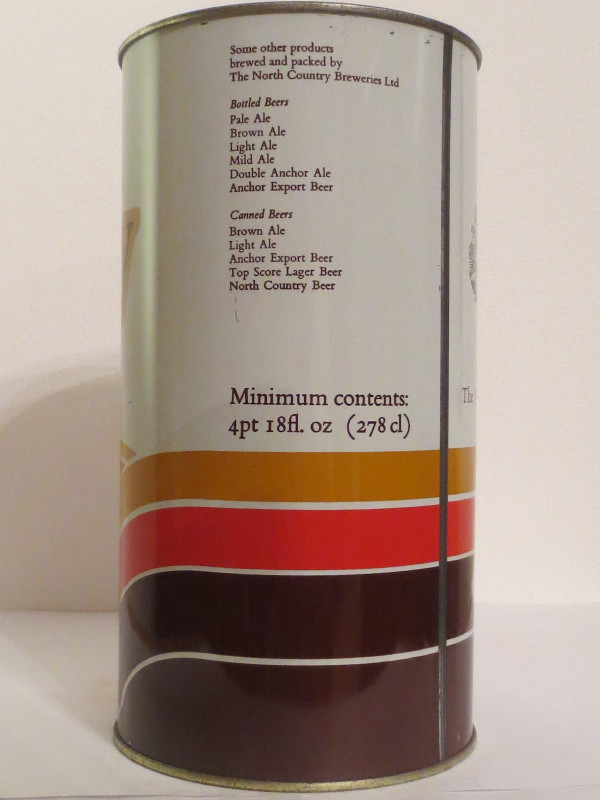 Some other products
brewed and packed by
The North Country Breweries Ltd
Bottled Beers
Pale Ale
Brown Ale
Light Ale
Mild Ale
Double Anchor Ale
Anchor Export Beer
Canned Beers
Brown Ale
Light Ale
Anchor Export Beer
Top Score Lager Beer
North Country Beer
Minimum contents:
4pt 18fl. oz (278 cl)
The